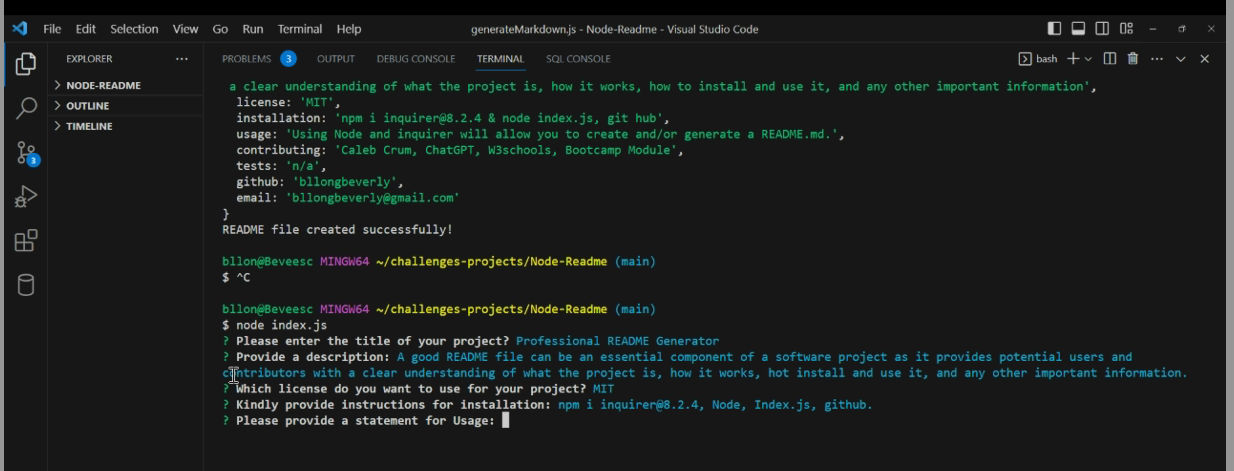 File Edit Selection View Go Run Terminal Help generateMarkdown.js - Node-Readme - Visual Studio Code
EXPLORER ... PROBLEMS 3 OUTPUT DEBUG CONSOLE TERMINAL SQL CONSOLE bash
NODE-README
OUTLINE
TIMELINE
3
a clear understanding of what the project is, how it works, how to install and use it, and any other important information',
license: 'MIT',
installation: 'npm i inquirer@8.2.4 & node index.js, git hub',
usage: 'Using Node and inquirer will allow you to create and/or generate a README.md.',
contributing: 'Caleb Crum, ChatGPT, W3schools, Bootcamp Module',
tests: 'n/a',
github: 'bllongbeverly',
email: 'bllongbeverly@gmail.com'
}
README file created successfully!
bllon@Beveesc MINGW64 ~/challenges-projects/Node-Readme (main)
$ ^C
bllon@Beveesc MINGW64 ~/challenges-projects/Node-Readme (main)
$ node index.js
? Please enter the title of your project? Professional README Generator
? Provide a description: A good README file can be an essential component of a software project as it provides potential users and
contributors with a clear understanding of what the project is, how it works, hot install and use it, and any other important information.
? Which license do you want to use for your project? MIT
? Kindly provide instructions for installation: npm i inquirer@8.2.4, Node, Index.js, github.
? Please provide a statement for Usage: